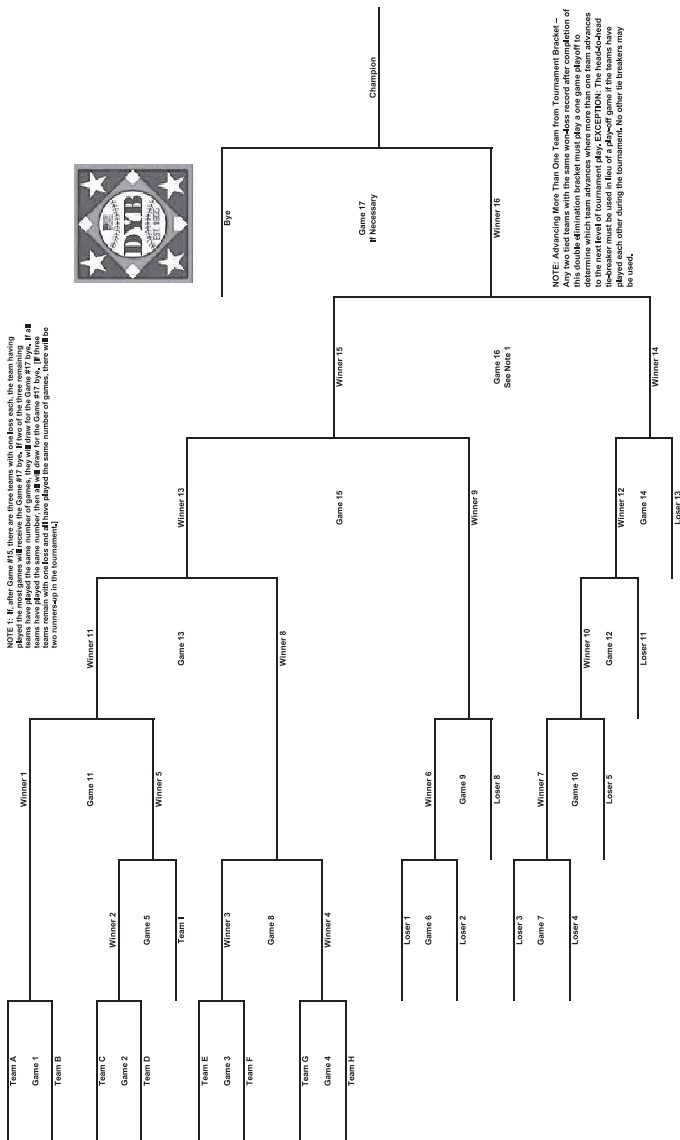 NOTE 1: If, after Game #15, there are three teams with one loss each, the team having
played the most games will receive the Game #17 bye. If two of the three remaining
teams have played the same number of games, they will draw for the Game #17 bye. If all
teams have played the same number, then all will draw for the Game #17 bye. [If three
teams remain with one loss and all have played the same number of games, there will be
two runners-up in the tournament.]
DYB
EST. 1955
Team A
Game 1
Team B
Team C
Game 2
Team D
Team E
Game 3
Team F
Team G
Game 4
Team H
Winner 2
Game 5
Team I
Winner 3
Game 8
Winner 4
Loser 1
Game 6
Loser 2
Loser 3
Game 7
Loser 4
Winner 1
Game 11
Winner 5
Winner 6
Game 9
Loser 8
Winner 7
Game 10
Loser 5
Winner 11
Game 13
Winner 8
Winner 10
Game 12
Loser 11
Winner 13
Game 15
Winner 9
Winner 12
Game 14
Loser 13
Winner 15
Game 16
See Note 1
Winner 14
Bye
Game 17
If Necessary
Winner 16
Champion
NOTE: Advancing More Than One Team from Tournament Bracket –
Any two tied teams with the same won-loss record after completion of
this double elimination bracket must play a one game playoff to
determine which team advances where more than one team advances
to the next level of tournament play. EXCEPTION: The head-to-head
tie-breaker must be used in lieu of a play-off game if the teams have
played each other during the tournament. No other tie breakers may
be used.